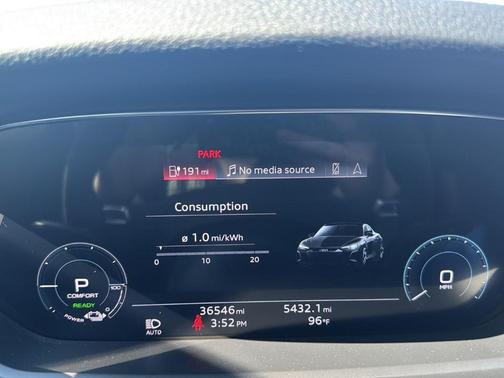 PARK
191 mi
No media source
Consumption
ø 1.0 mi/kWh
0 10 20
P
COMFORT
READY
0 100
POWER
0
MPH
36546 mi
5432.1 mi
AUTO
3:52 PM
96°F